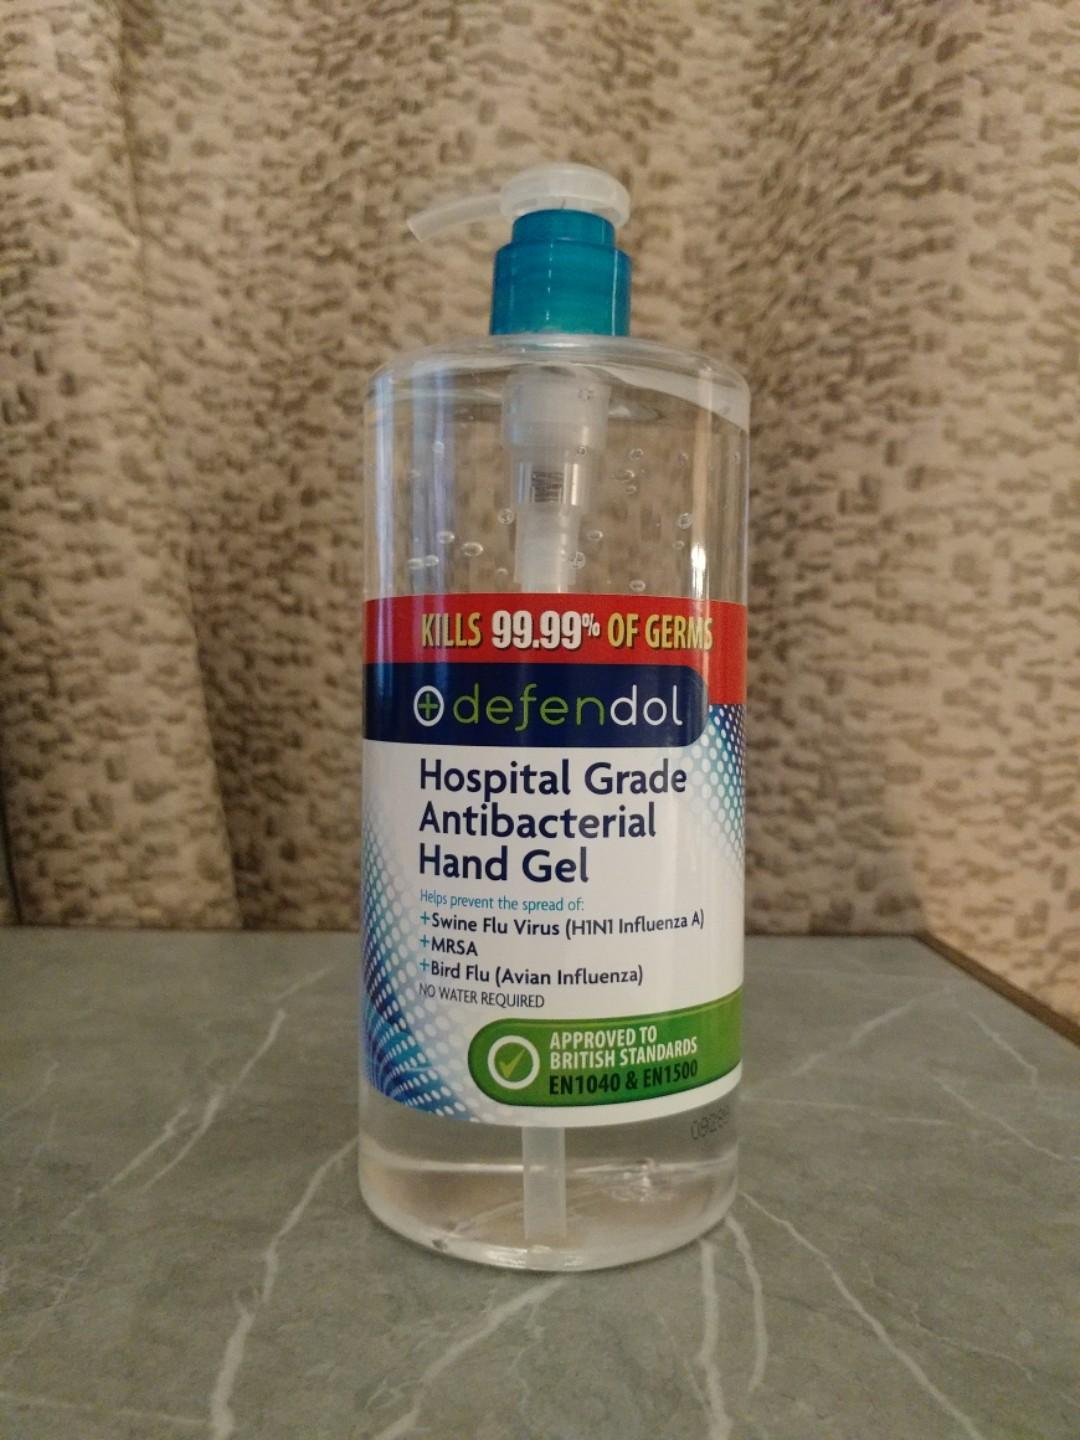 KILLS 99.99% OF GERMS
defendol
Hospital Grade
Antibacterial
Hand Gel
Helps prevent the spread of:
+Swine Flu Virus (H1N1 Influenza A)
+MRSA
+Bird Flu (Avian Influenza)
NO WATER REQUIRED
APPROVED TO
BRITISH STANDARDS
EN1040 & EN1500